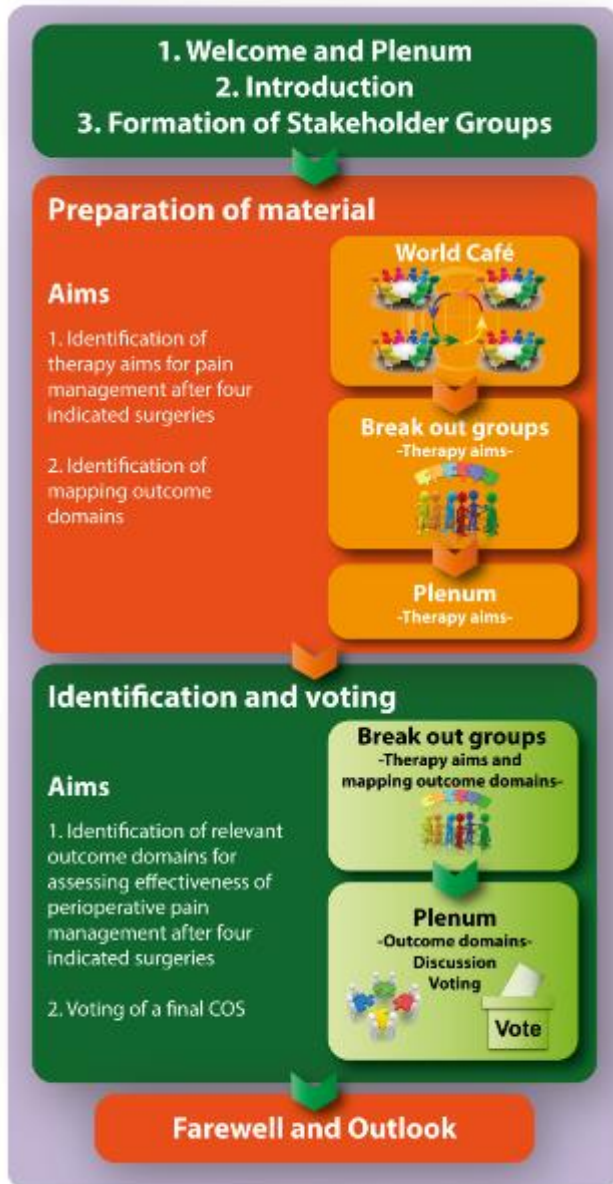 1. Welcome and Plenum
2. Introduction
3. Formation of Stakeholder Groups
Preparation of material
Aims
1. Identification of
therapy aims for pain
management after four
indicated surgeries
2. Identification of
mapping outcome
domains
World Café
Break out groups
-Therapy aims-
Plenum
-Therapy aims-
Identification and voting
Aims
1. Identification of relevant
outcome domains for
assessing effectiveness of
perioperative pain
management after four
indicated surgeries
2. Voting of a final COS
Break out groups
-Therapy aims and
mapping outcome domains-
Plenum
-Outcome domains-
Discussion
Voting
Vote
Farewell and Outlook